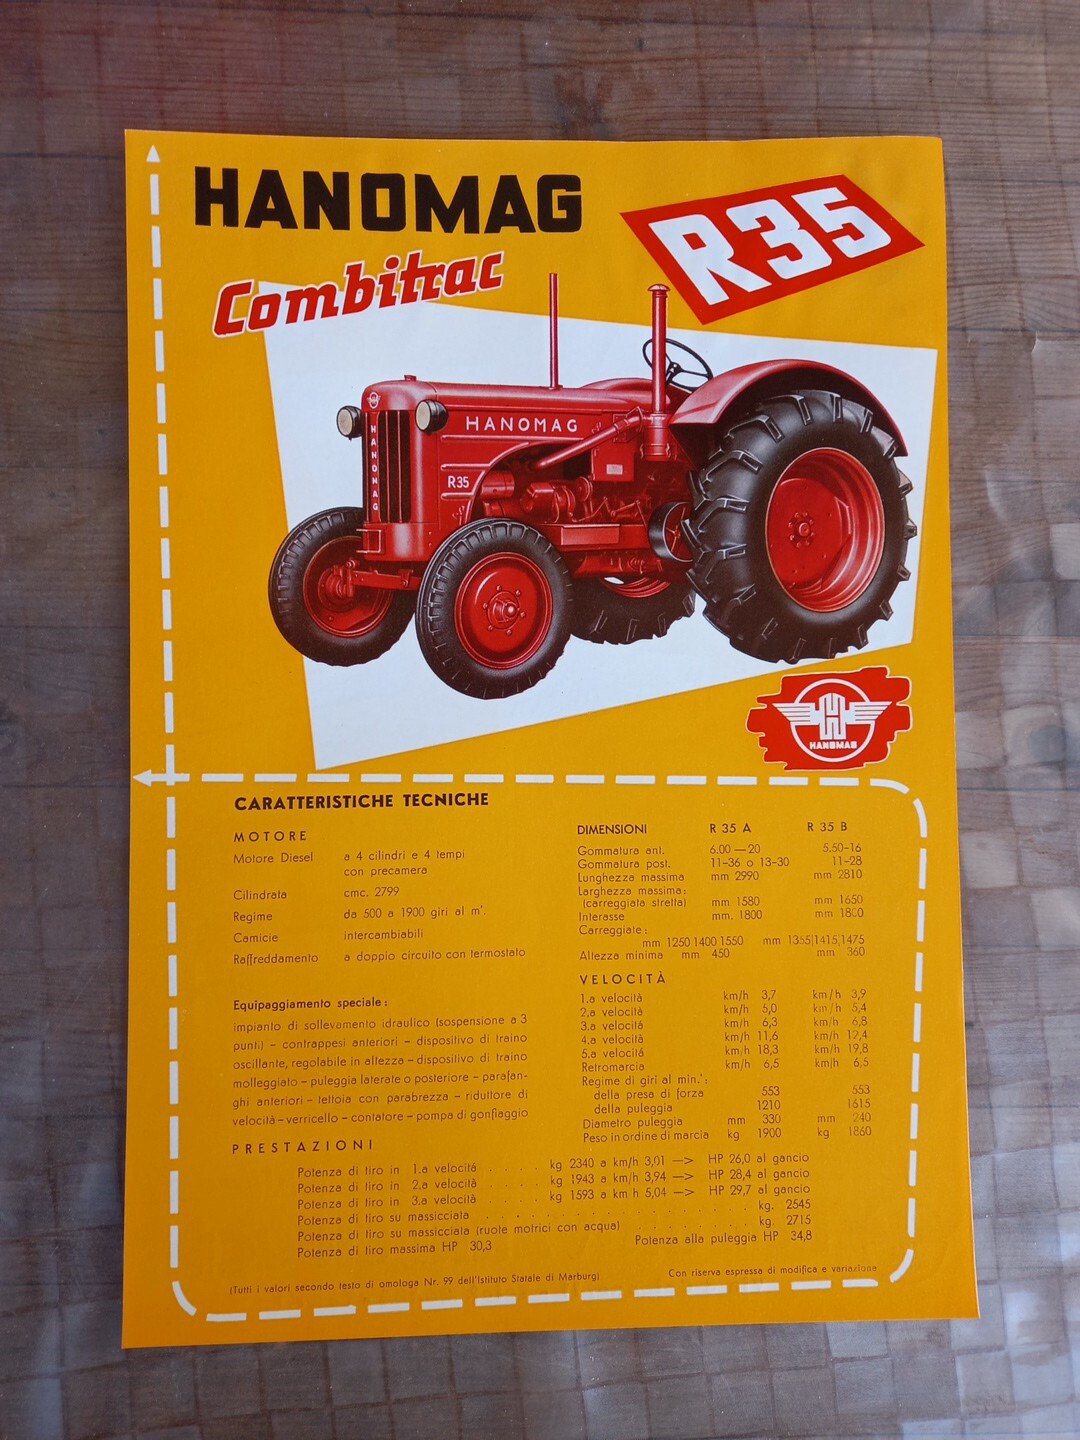 HANOMAG
Combitrac
R35
HANOMAG
HANOMAG
R35
HANOMAG
CARATTERISTICHE TECNICHE
MOTORE
Motore Diesel a 4 cilindri e 4 tempi
con precamera
Cilindrata cmc. 2799
Regime da 500 a 1900 giri al m'.
Camicie intercambiabili
Raffreddamento a doppio circuito con termostato
Equipaggiamento speciale:
impianto di sollevamento idraulico (sospensione a 3
punti) – contrappesi anteriori – dispositivo di traino
oscillante, regolabile in altezza – dispositivo di traino
molleggiato – puleggia laterate o posteriore – parafan-
ghi anteriori – tettoia con parabrezza – riduttore di
velocità – verricello – contatore – pompa di gonfiaggio
DIMENSIONI R 35 A R 35 B
Gommatura ant. 6.00—20 5.50-16
Gommatura post. 11-36 o 13-30 11-28
Lunghezza massima mm 2990 mm 2810
Larghezza massima:
(carreggiata stretta) mm 1580 mm 1650
Interasse mm. 1800 mm 1800
Carreggiate:
mm 1250 1400 1550 mm 1355|1415|1475
Altezza minima mm 450 mm 360
VELOCITÀ
1.a velocità km/h 3,7 km/h 3,9
2.a velocità km/h 5,0 km/h 5,4
3.a velocità km/h 6,3 km/h 6,8
4.a velocità km/h 11,6 km/h 12,4
5.a velocità km/h 18,3 km/h 19,8
Retromarcia km/h 6,5 km/h 6,5
Regime di giri al min.':
della presa di forza 553 553
della puleggia 1210 1615
Diametro puleggia mm 330 mm 240
Peso in ordine di marcia kg 1900 kg 1860
PRESTAZIONI
Potenza di tiro in 1.a velocità . . . . kg 2340 a km/h 3,01 —> HP 26,0 al gancio
Potenza di tiro in 2.a velocità . . . . kg 1943 a km/h 3,94 —> HP 28,4 al gancio
Potenza di tiro in 3.a velocità . . . . kg 1593 a km h 5,04 —> HP 29,7 al gancio
Potenza di tiro su massicciata . . . . . . . . . . . . . kg. 2545
Potenza di tiro su massicciata (ruote motrici con acqua) . . . . . . . kg. 2715
Potenza di tiro massima HP 30,3 Potenza alla puleggia HP 34,8
(Tutti i valori secondo testo di omologa Nr. 99 dell'Istituto Statale di Marburg) Con riserva espressa di modifica e variazione